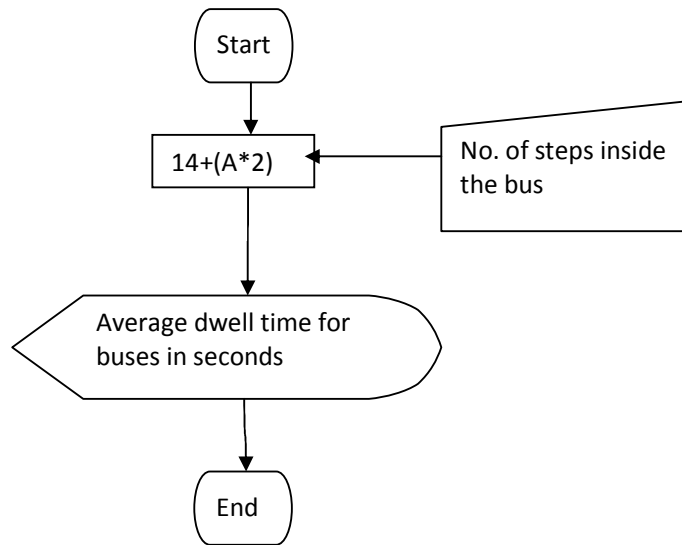 Start
14+(A*2)
No. of steps inside
the bus
Average dwell time for
buses in seconds
End